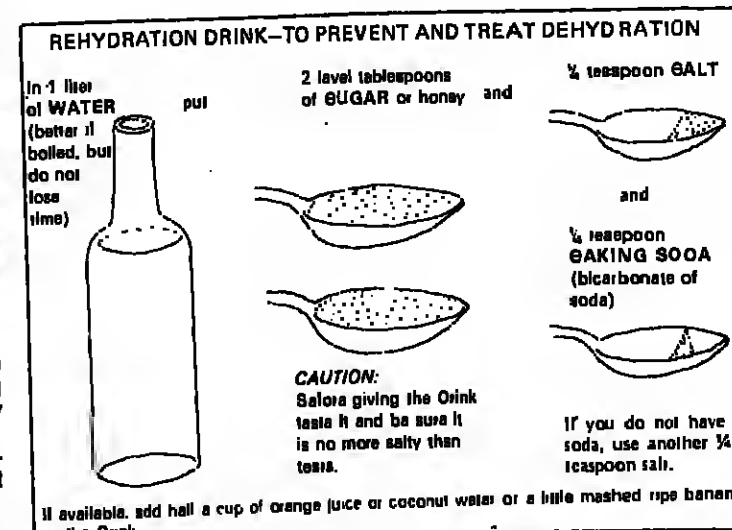 REHYDRATION DRINK—TO PREVENT AND TREAT DEHYDRATION
In 1 liter
of WATER
(better if
boiled, but
do not
lose
time)
put
2 level tablespoons
of SUGAR or honey and
¼ teaspoon SALT
and
¼ teaspoon
BAKING SODA
(bicarbonate of
soda)
CAUTION:
Before giving the Drink
taste it and be sure it
is no more salty than
tears.
If you do not have
soda, use another ¼
teaspoon salt.
If available, add half a cup of orange juice or coconut water or a little mashed ripe banan
Drink